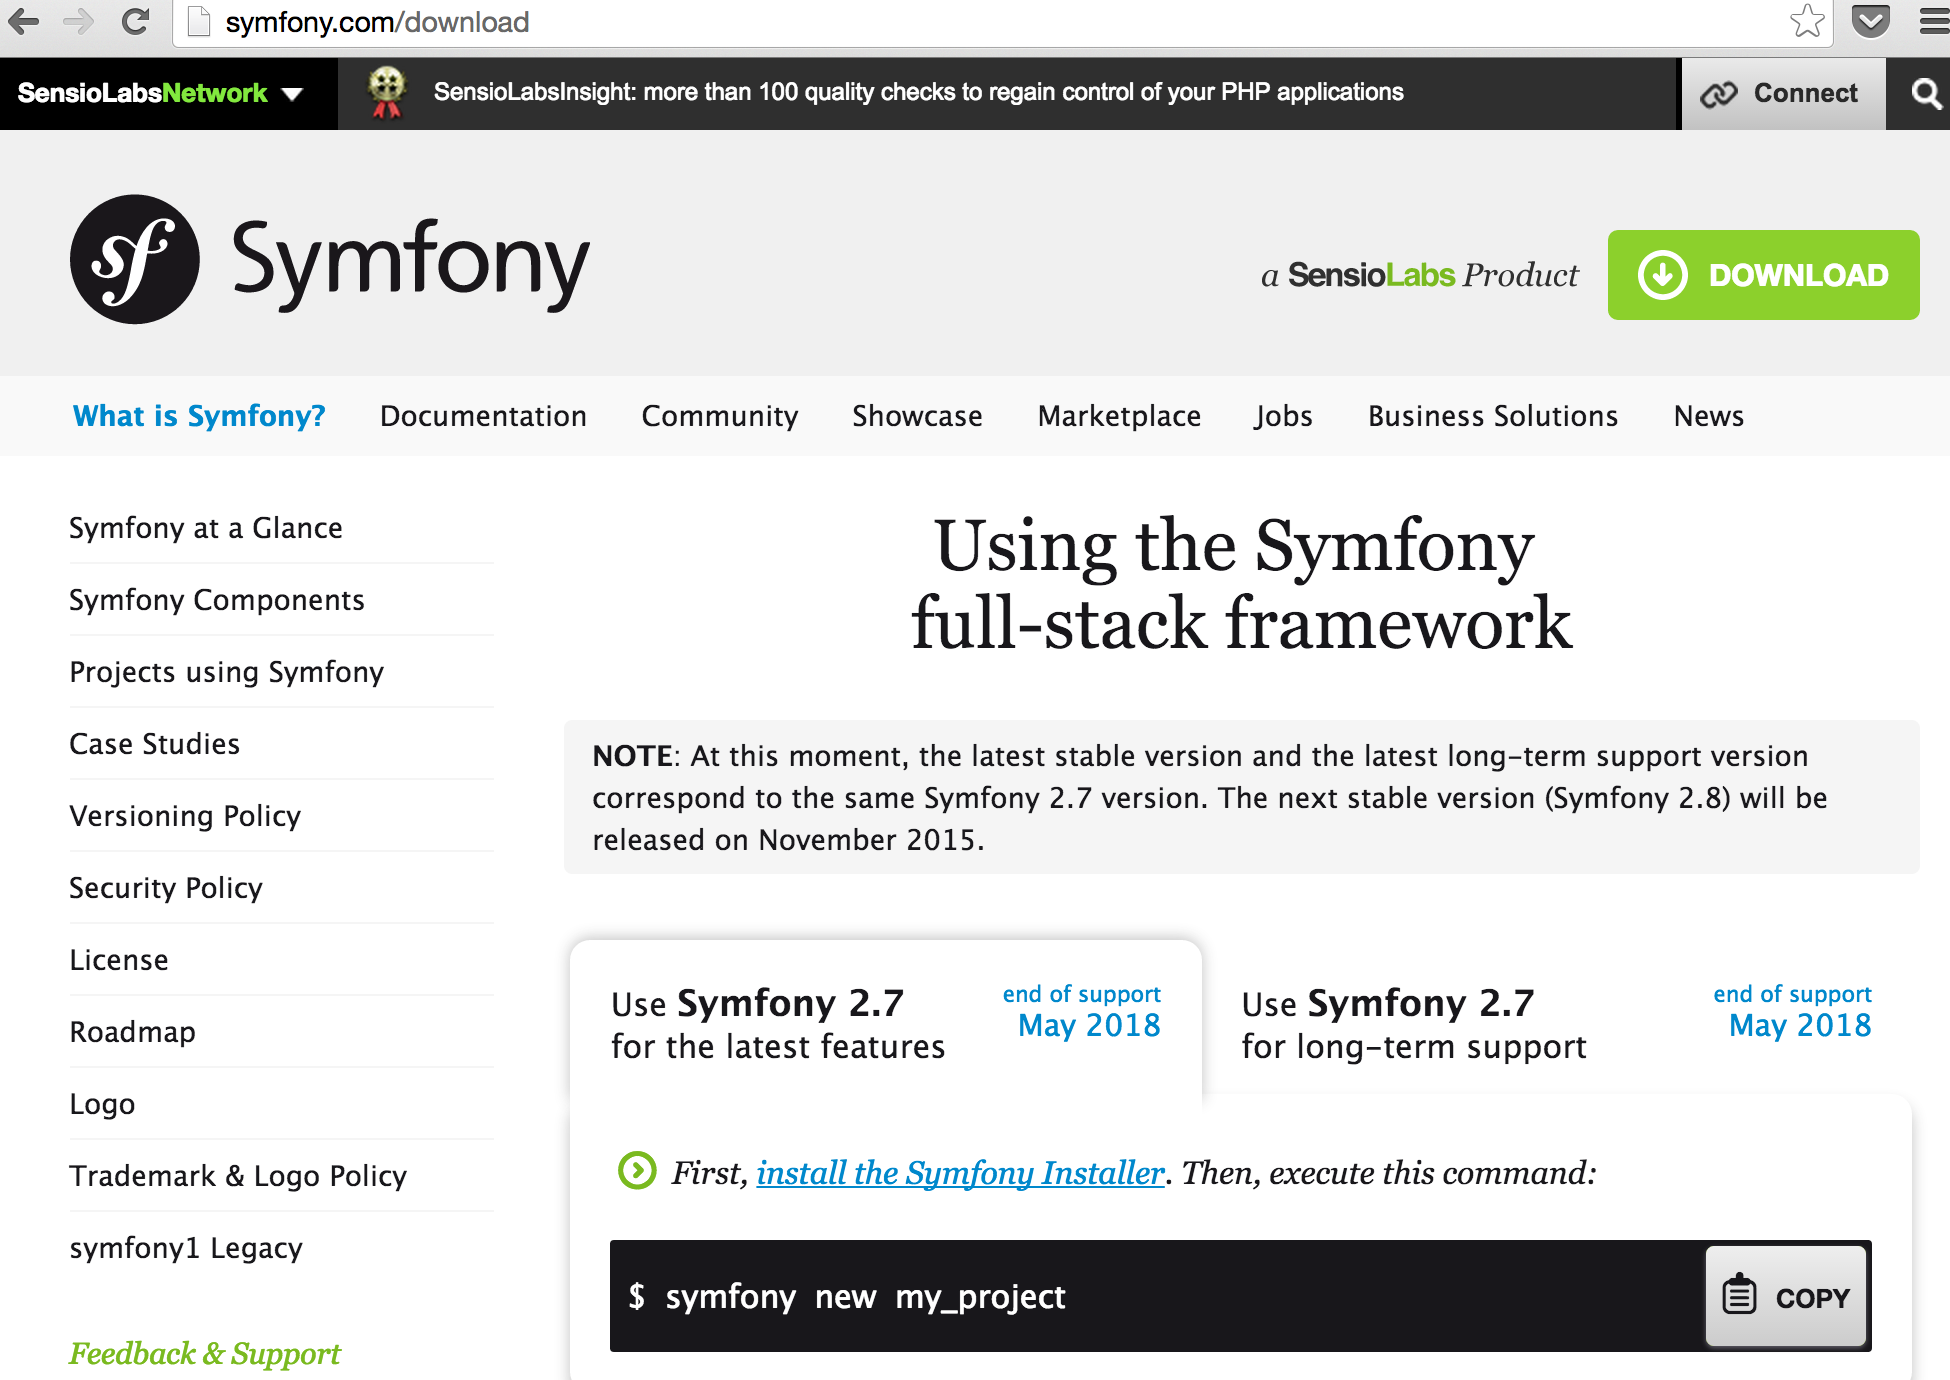 symfony.com/download
SensioLabsNetwork
SensioLabsInsight: more than 100 quality checks to regain control of your PHP applications
Connect
sf Symfony
a SensioLabs Product
DOWNLOAD
What is Symfony? Documentation Community Showcase Marketplace Jobs Business Solutions News
Symfony at a Glance
Symfony Components
Projects using Symfony
Case Studies
Versioning Policy
Security Policy
License
Roadmap
Logo
Trademark & Logo Policy
symfony1 Legacy
Feedback & Support
Using the Symfony
full-stack framework
NOTE: At this moment, the latest stable version and the latest long-term support version
correspond to the same Symfony 2.7 version. The next stable version (Symfony 2.8) will be
released on November 2015.
Use Symfony 2.7
for the latest features
end of support
May 2018
Use Symfony 2.7
for long-term support
end of support
May 2018
First, install the Symfony Installer. Then, execute this command:
$ symfony new my_project
COPY